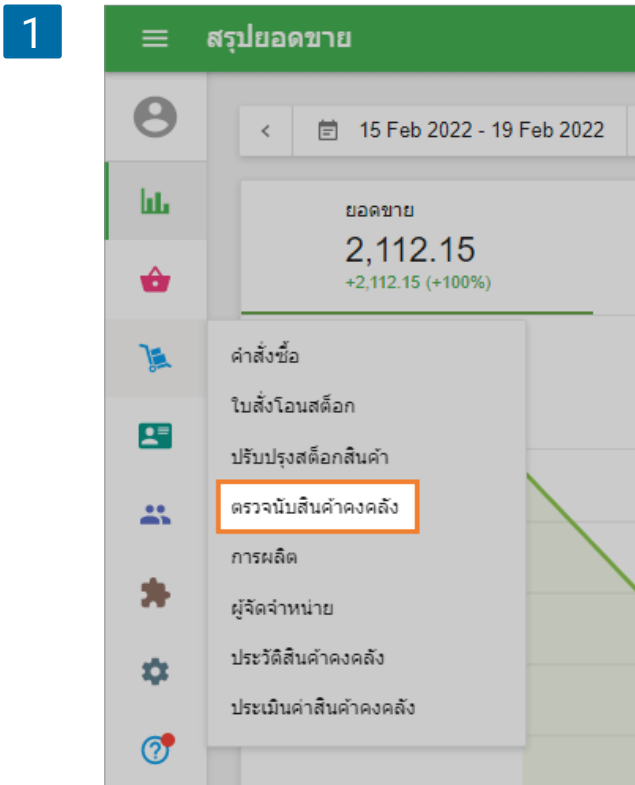 1
สรุปยอดขาย
15 Feb 2022 - 19 Feb 2022
ยอดขาย
2,112.15
+2,112.15 (+100%)
คำสั่งซื้อ
ใบสั่งโอนสต็อก
ปรับปรุงสต็อกสินค้า
ตรวจนับสินค้าคงคลัง
การผลิต
ผู้จัดจำหน่าย
ประวัติสินค้าคงคลัง
ประเมินค่าสินค้าคงคลัง